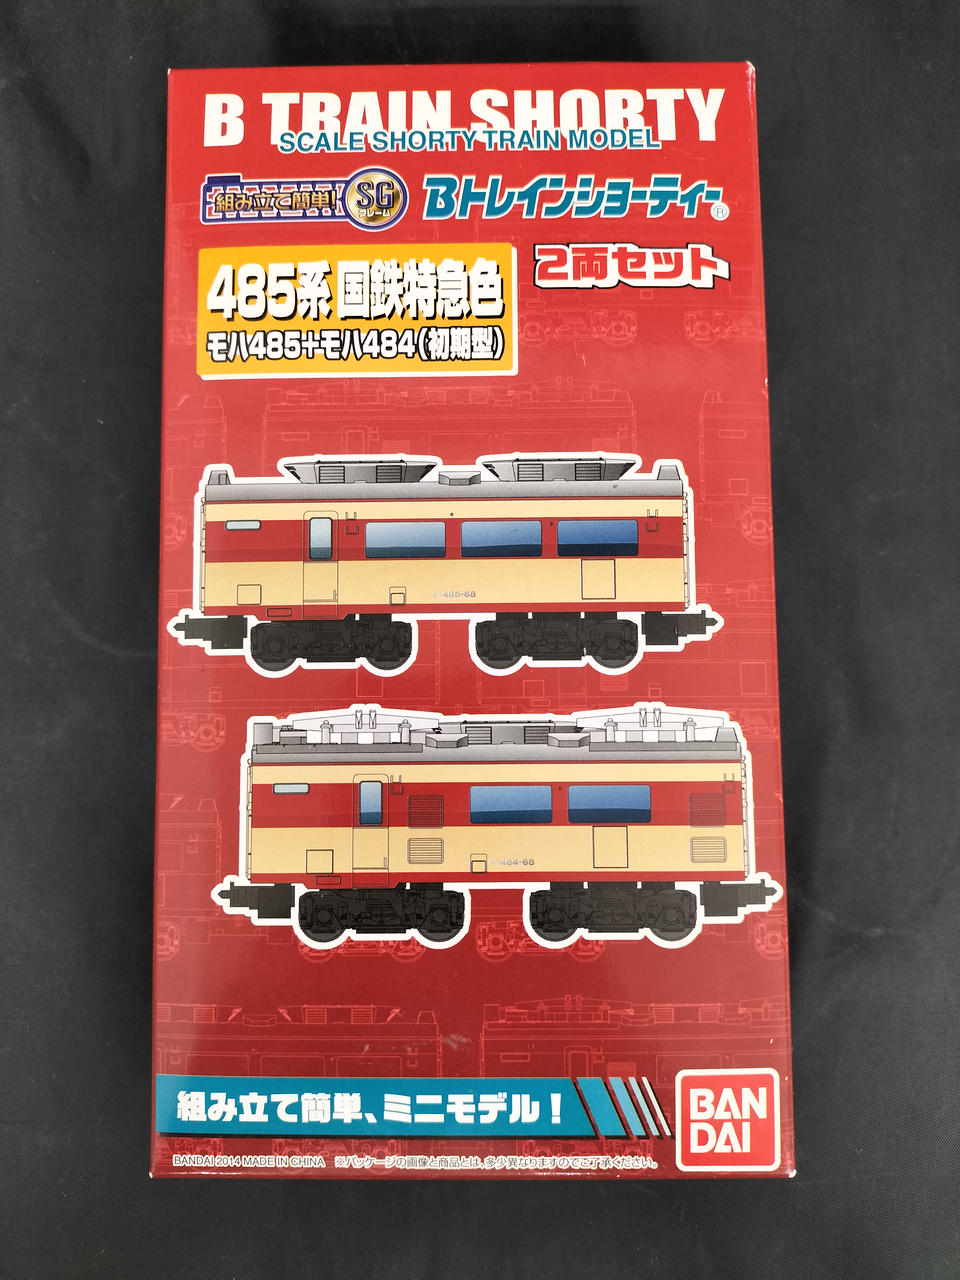 B TRAIN SHORTY
SCALE SHORTY TRAIN MODEL
組み立て簡単!
SG
フレーム
Bトレインショーティー®
485系 国鉄特急色
モハ485+モハ484(初期型)
2両セット
485-68
484-68
組み立て簡単、ミニモデル!
BAN
DAI
BANDAI 2014 MADE IN CHINA ※パッケージの画像と商品とは、多少異なりますのでご了承ください。